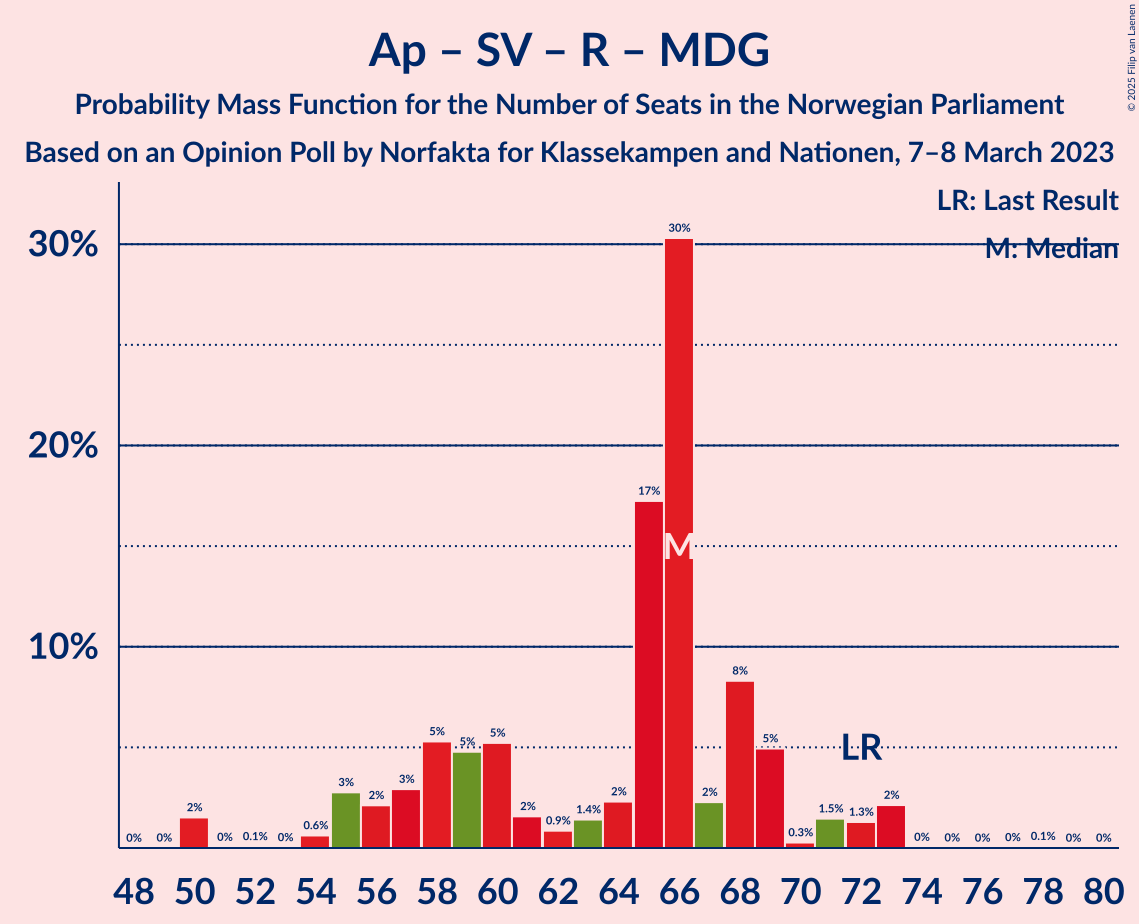 Ap – SV – R – MDG
Probability Mass Function for the Number of Seats in the Norwegian Parliament
Based on an Opinion Poll by Norfakta for Klassekampen and Nationen, 7–8 March 2023
© 2025 Filip van Laenen
LR: Last Result
M: Median
30%
20%
10%
0% 0% 2% 0% 0.1% 0% 0.6% 3% 2% 3% 5% 5% 5% 2% 0.9% 1.4% 2% 17% 30% 2% 8% 5% 0.3% 1.5% 1.3% 2% 0% 0% 0% 0% 0.1% 0% 0%
M
LR
48 50 52 54 56 58 60 62 64 66 68 70 72 74 76 78 80